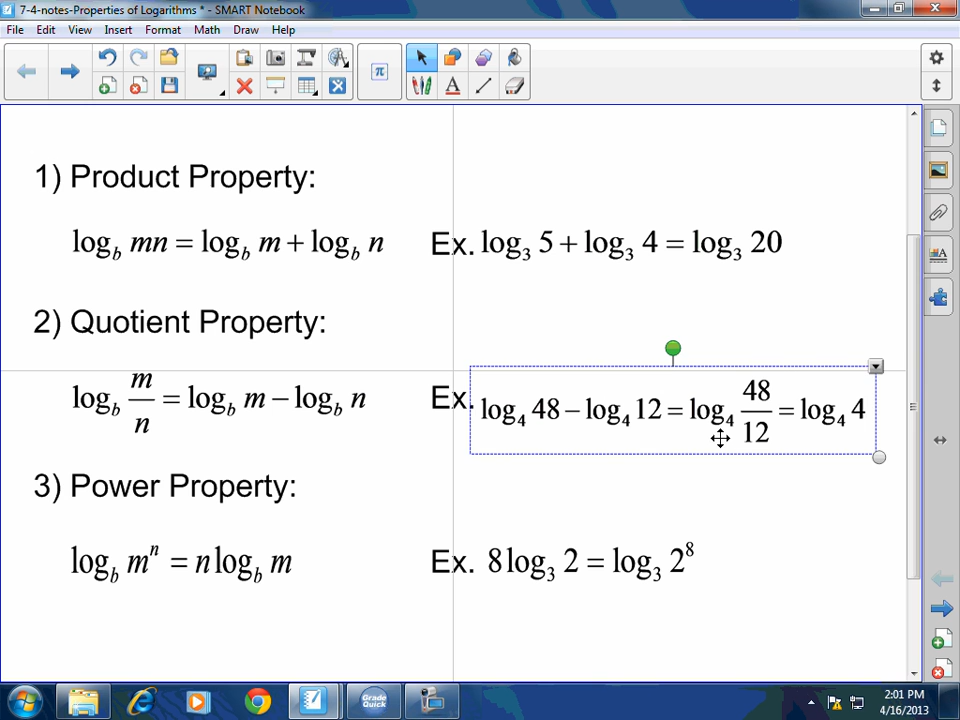 7-4-notes-Properties of Logarithms * - SMART Notebook
File Edit View Insert Format Math Draw Help
π
A
1) Product Property:
log_b mn = log_b m + log_b n
Ex. log_3 5 + log_3 4 = log_3 20
2) Quotient Property:
log_b m/n = log_b m − log_b n
Ex. log_4 48 − log_4 12 = log_4 48/12 = log_4 4
3) Power Property:
log_b m^n = n log_b m
Ex. 8 log_3 2 = log_3 2^8
Grade Quick
2:01 PM
4/16/2013